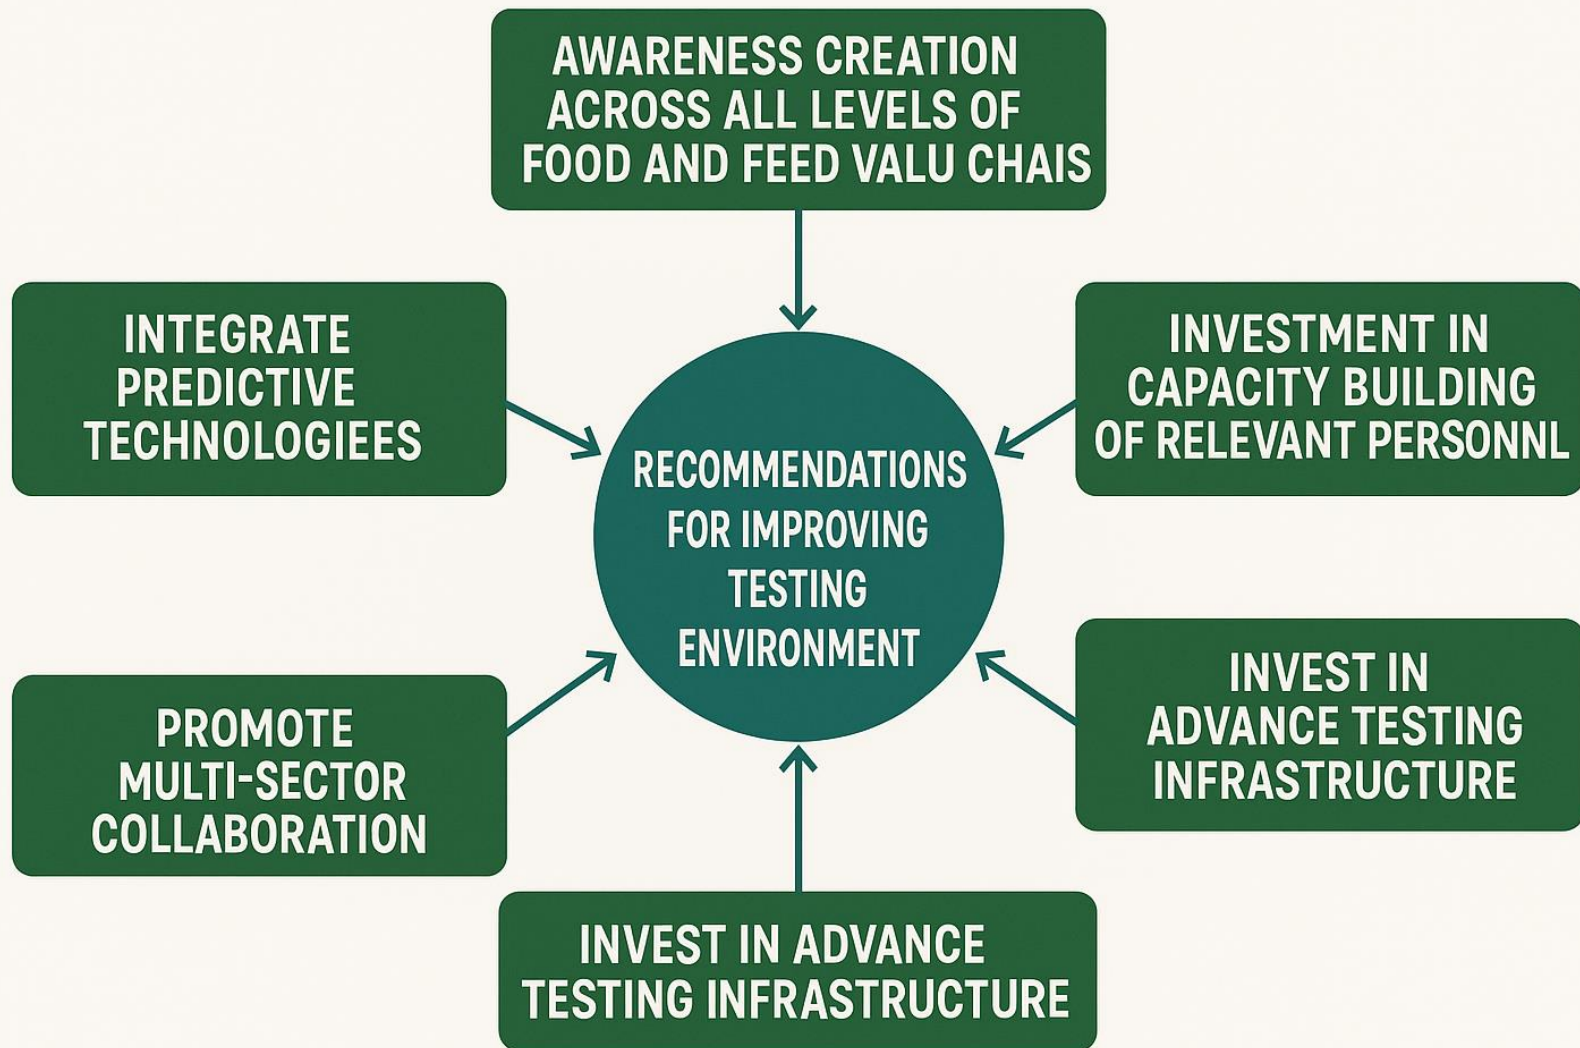 AWARENESS CREATION
ACROSS ALL LEVELS OF
FOOD AND FEED VALU CHAIS
INTEGRATE
PREDICTIVE
TECHNOLOGIEES
INVESTMENT IN
CAPACITY BUILDING
OF RELEVANT PERSONNL
RECOMMENDATIONS
FOR IMPROVING
TESTING
ENVIRONMENT
PROMOTE
MULTI-SECTOR
COLLABORATION
INVEST IN
ADVANCE TESTING
INFRASTRUCTURE
INVEST IN ADVANCE
TESTING INFRASTRUCTURE